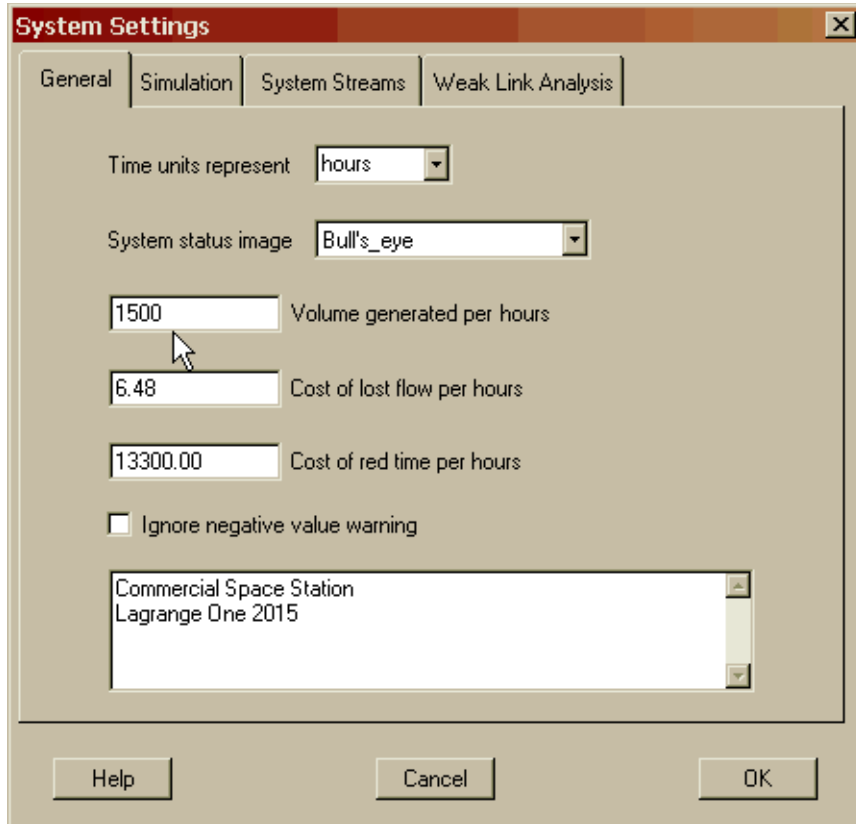 System Settings
General Simulation System Streams Weak Link Analysis
Time units represent hours
System status image Bull's_eye
1500 Volume generated per hours
6.48 Cost of lost flow per hours
13300.00 Cost of red time per hours
Ignore negative value warning
Commercial Space Station
Lagrange One 2015
Help Cancel OK